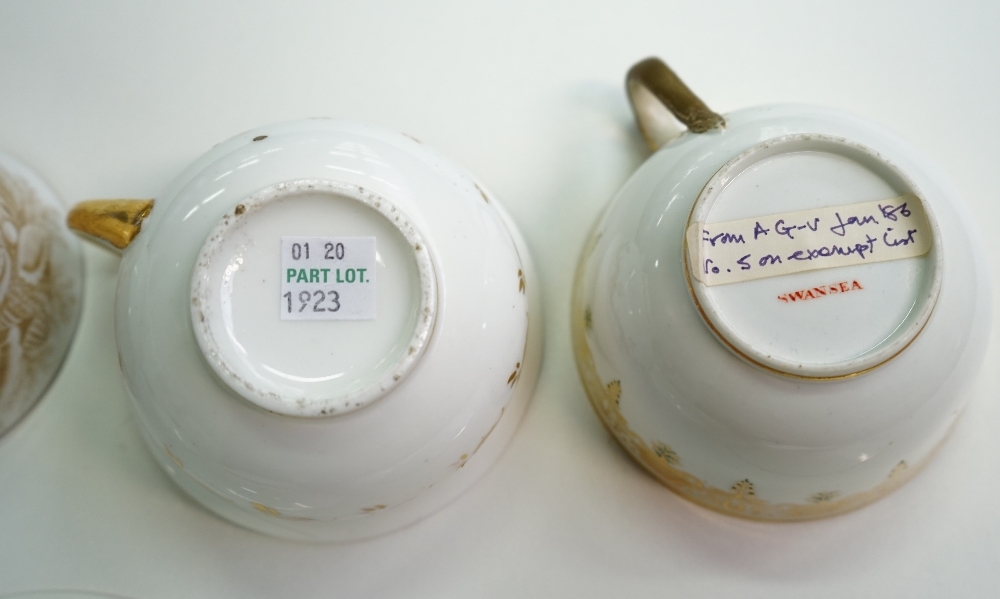 01 20
PART LOT.
1923
From A G-V Jan '86
No. 5 on exempt List
SWANSEA